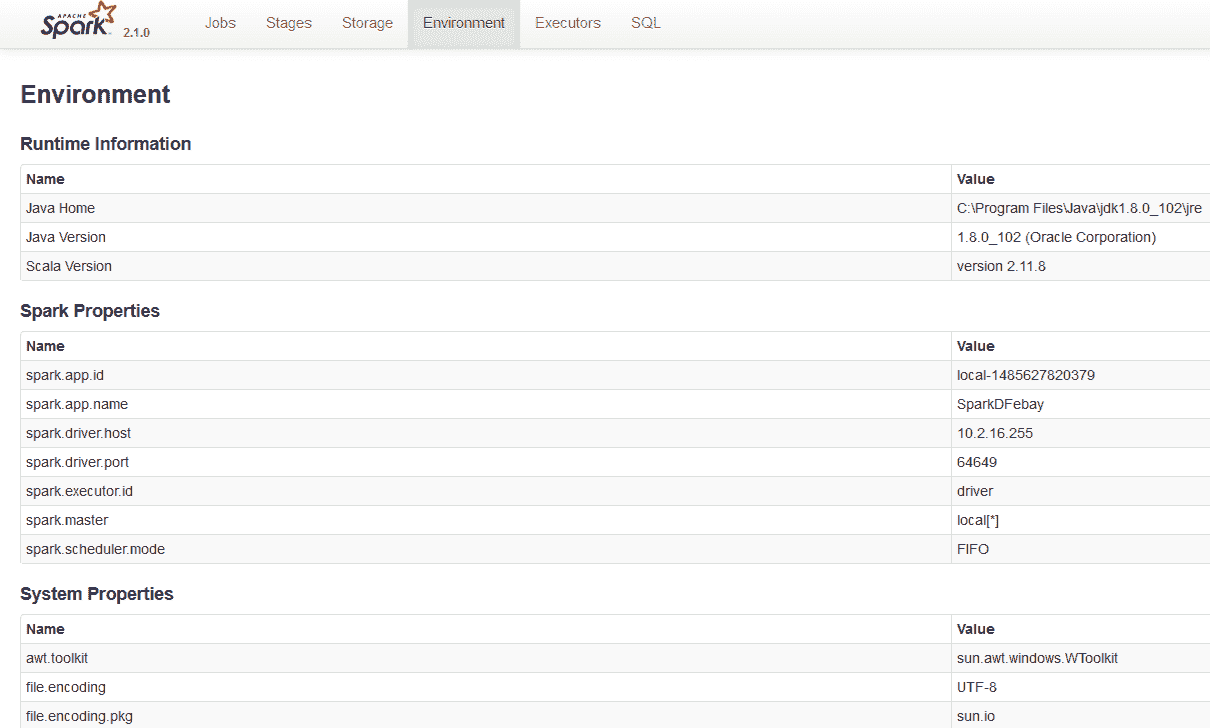 APACHE
Spark 2.1.0 Jobs Stages Storage Environment Executors SQL
Environment
Runtime Information
Name Value
Java Home C:\Program Files\Java\jdk1.8.0_102\jre
Java Version 1.8.0_102 (Oracle Corporation)
Scala Version version 2.11.8
Spark Properties
Name Value
spark.app.id local-1485627820379
spark.app.name SparkDFebay
spark.driver.host 10.2.16.255
spark.driver.port 64649
spark.executor.id driver
spark.master local[*]
spark.scheduler.mode FIFO
System Properties
Name Value
awt.toolkit sun.awt.windows.WToolkit
file.encoding UTF-8
file.encoding.pkg sun.io